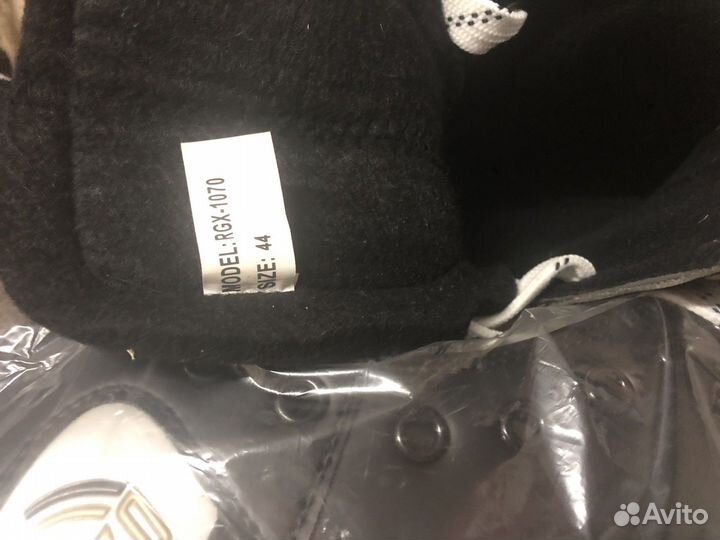 MODEL: RGX-1070
SIZE: 44
Avito